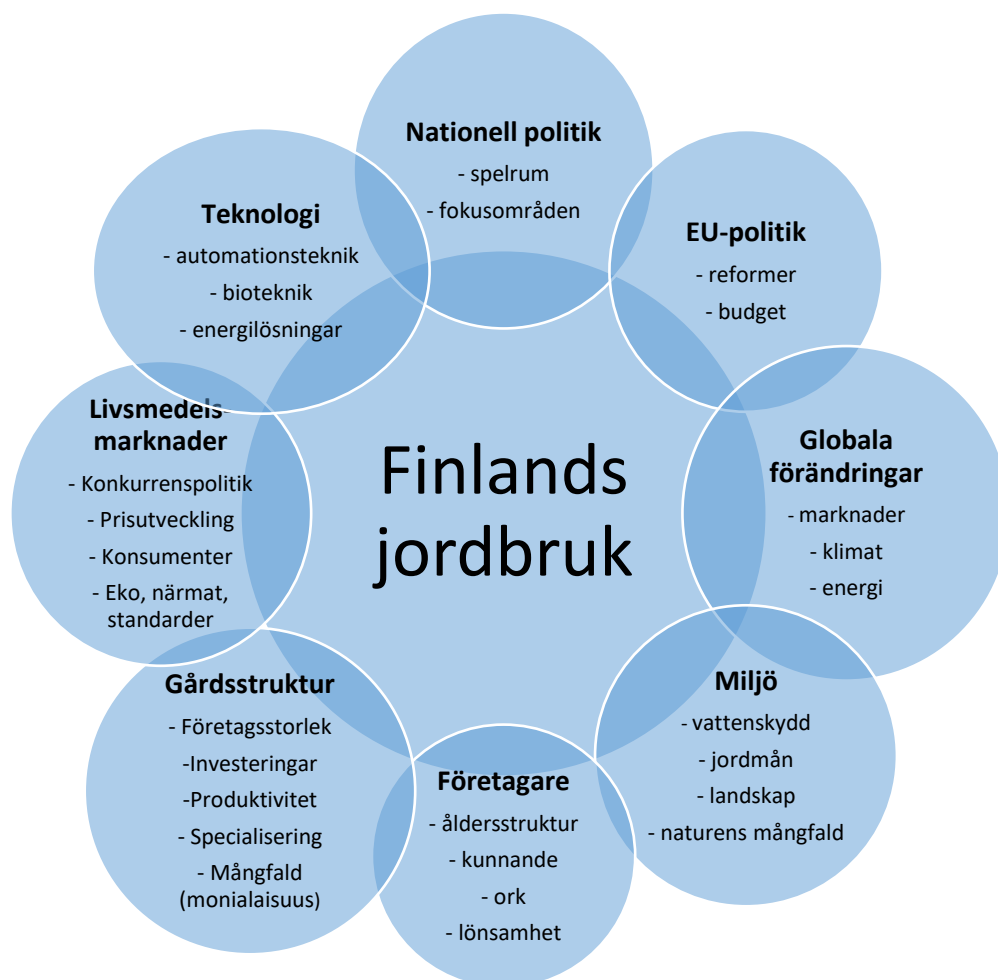 Nationell politik
- spelrum
- fokusområden
EU-politik
- reformer
- budget
Globala
förändringar
- marknader
- klimat
- energi
Miljö
- vattenskydd
- jordmån
- landskap
- naturens mångfald
Företagare
- åldersstruktur
- kunnande
- ork
- lönsamhet
Gårdsstruktur
- Företagsstorlek
-Investeringar
-Produktivitet
- Specialisering
- Mångfald
(monialaisuus)
Livsmedels-
marknader
- Konkurrenspolitik
- Prisutveckling
- Konsumenter
- Eko, närmat,
standarder
Teknologi
- automationsteknik
- bioteknik
- energilösningar
Finlands
jordbruk